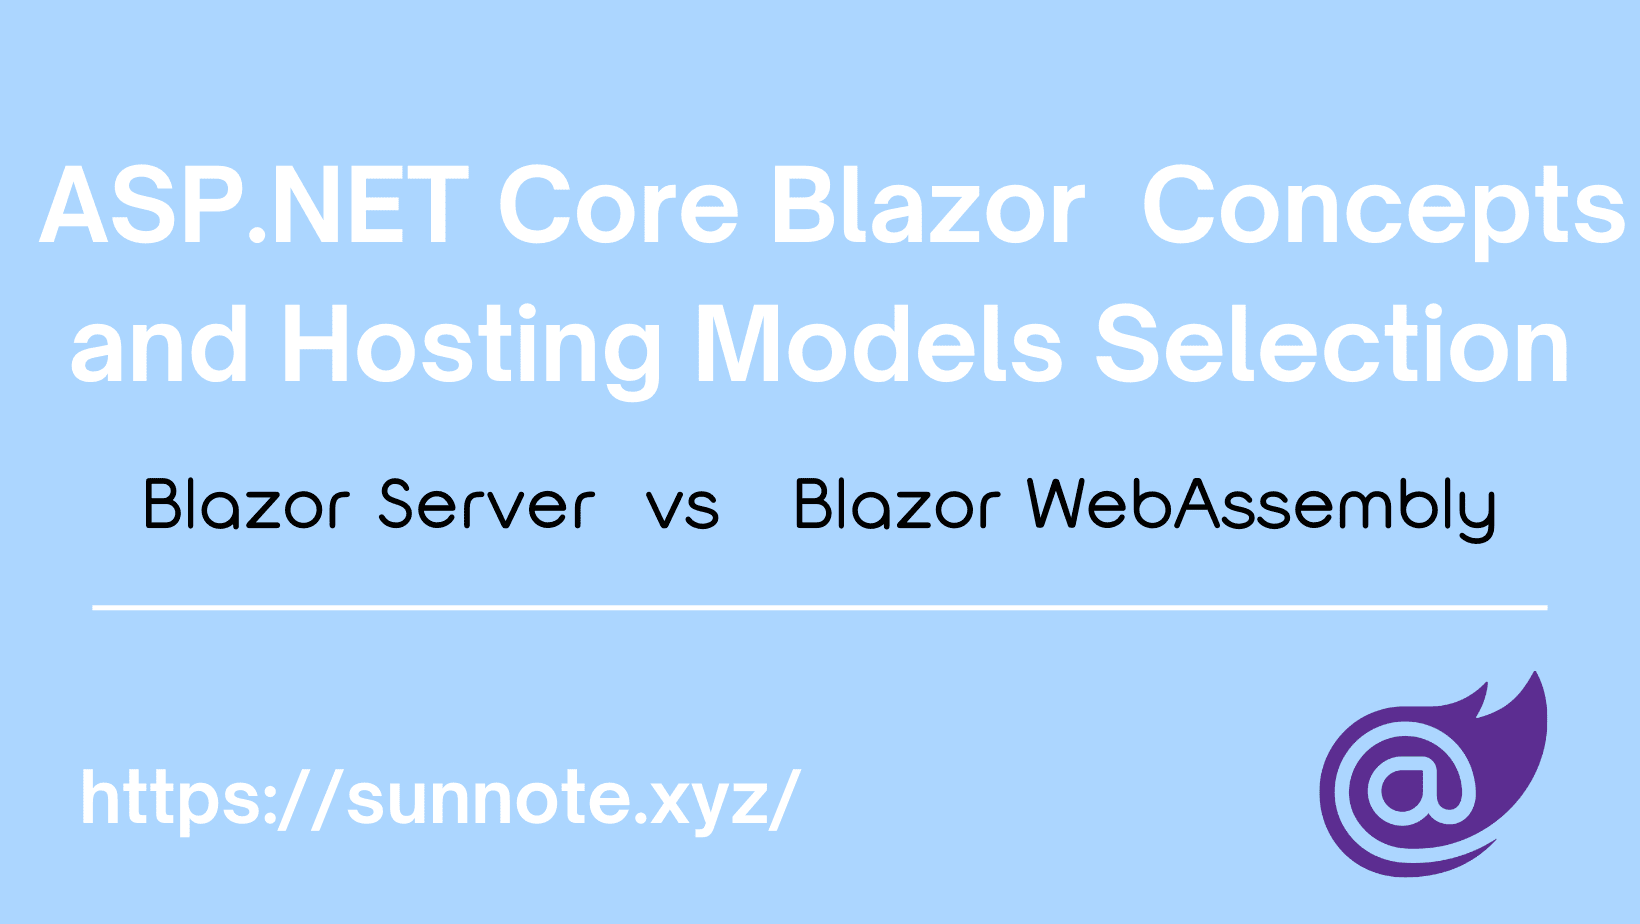 ASP.NET Core Blazor  Concepts
and Hosting Models Selection
Blazor Server  vs   Blazor WebAssembly
https://sunnote.xyz/